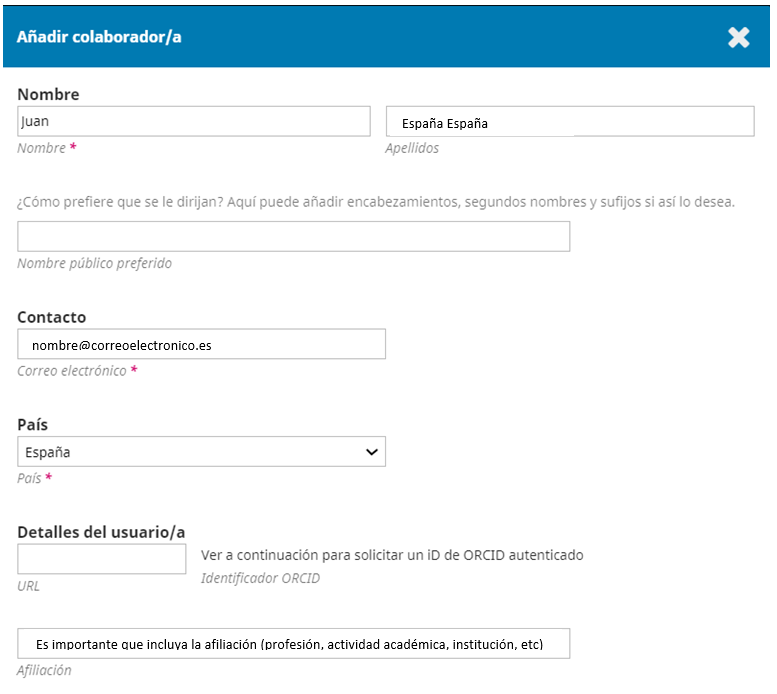 Añadir colaborador/a
Nombre
Juan España España
Nombre * Apellidos
¿Cómo prefiere que se le dirijan? Aquí puede añadir encabezamientos, segundos nombres y sufijos si así lo desea.
Nombre público preferido
Contacto
nombre@correoelectronico.es
Correo electrónico *
País
España
País *
Detalles del usuario/a
Ver a continuación para solicitar un iD de ORCID autenticado
URL Identificador ORCID
Es importante que incluya la afiliación (profesión, actividad académica, institución, etc)
Afiliación